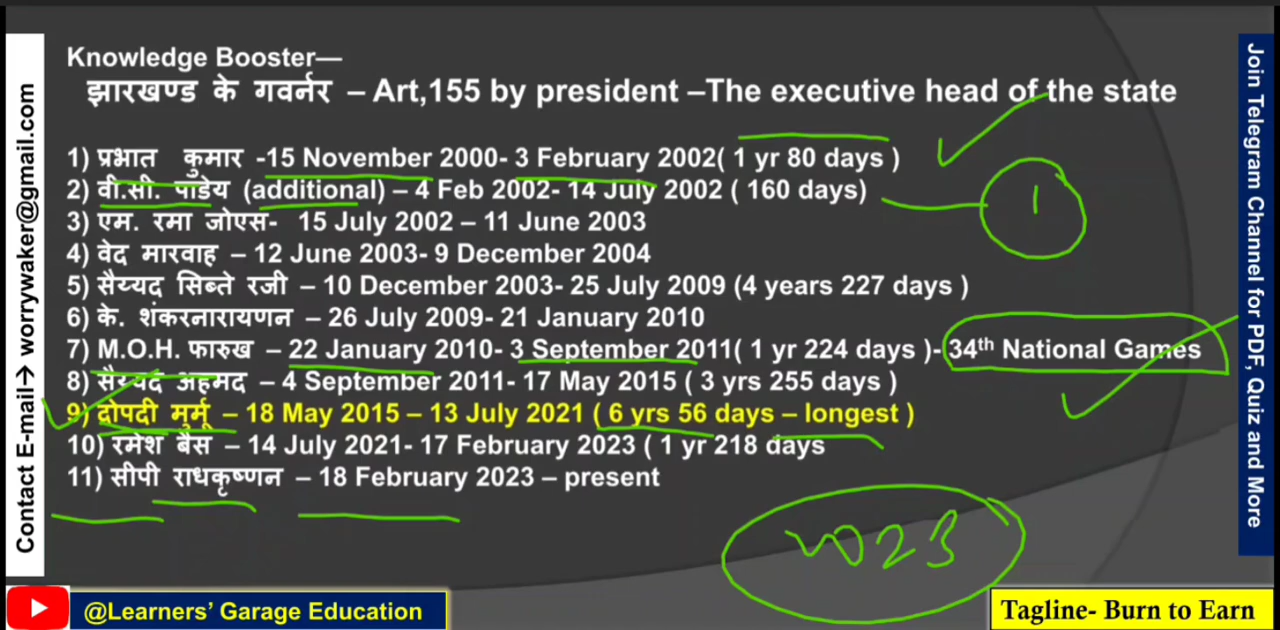 Knowledge Booster—
झारखण्ड के गवर्नर – Art,155 by president –The executive head of the state
1) प्रभात कुमार -15 November 2000- 3 February 2002( 1 yr 80 days )
2) वी.सी. पाडेय (additional) – 4 Feb 2002- 14 July 2002 ( 160 days)
3) एम. रमा जोएस- 15 July 2002 – 11 June 2003
4) वेद मारवाह – 12 June 2003- 9 December 2004
5) सैय्यद सिब्ते रजी – 10 December 2003- 25 July 2009 (4 years 227 days )
6) के. शंकरनारायणन – 26 July 2009- 21 January 2010
7) M.O.H. फारुख – 22 January 2010- 3 September 2011( 1 yr 224 days )- 34th National Games
8) सैय्यद अहमद – 4 September 2011- 17 May 2015 ( 3 yrs 255 days )
9) द्रोपदी मुर्मू – 18 May 2015 – 13 July 2021 ( 6 yrs 56 days – longest )
10) रमेश बैस – 14 July 2021- 17 February 2023 ( 1 yr 218 days
11) सीपी राधकृष्णन – 18 February 2023 – present
1
2023
Contact E-mail→ worrywaker@gmail.com
Join Telegram Channel for PDF, Quiz and More
@Learners' Garage Education
Tagline- Burn to Earn